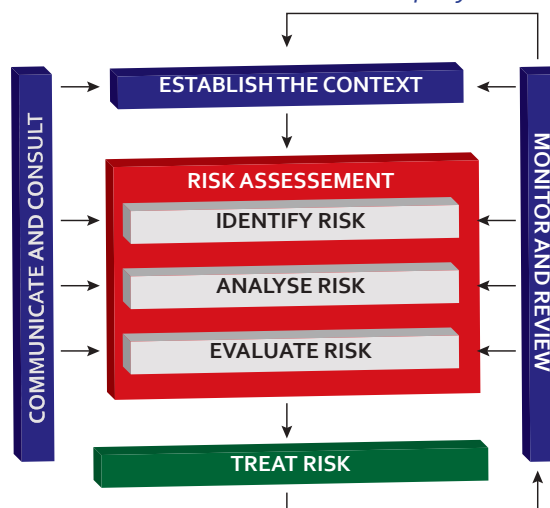 ESTABLISH THE CONTEXT
COMMUNICATE AND CONSULT
MONITOR AND REVIEW
RISK ASSESSEMENT
IDENTIFY RISK
ANALYSE RISK
EVALUATE RISK
TREAT RISK